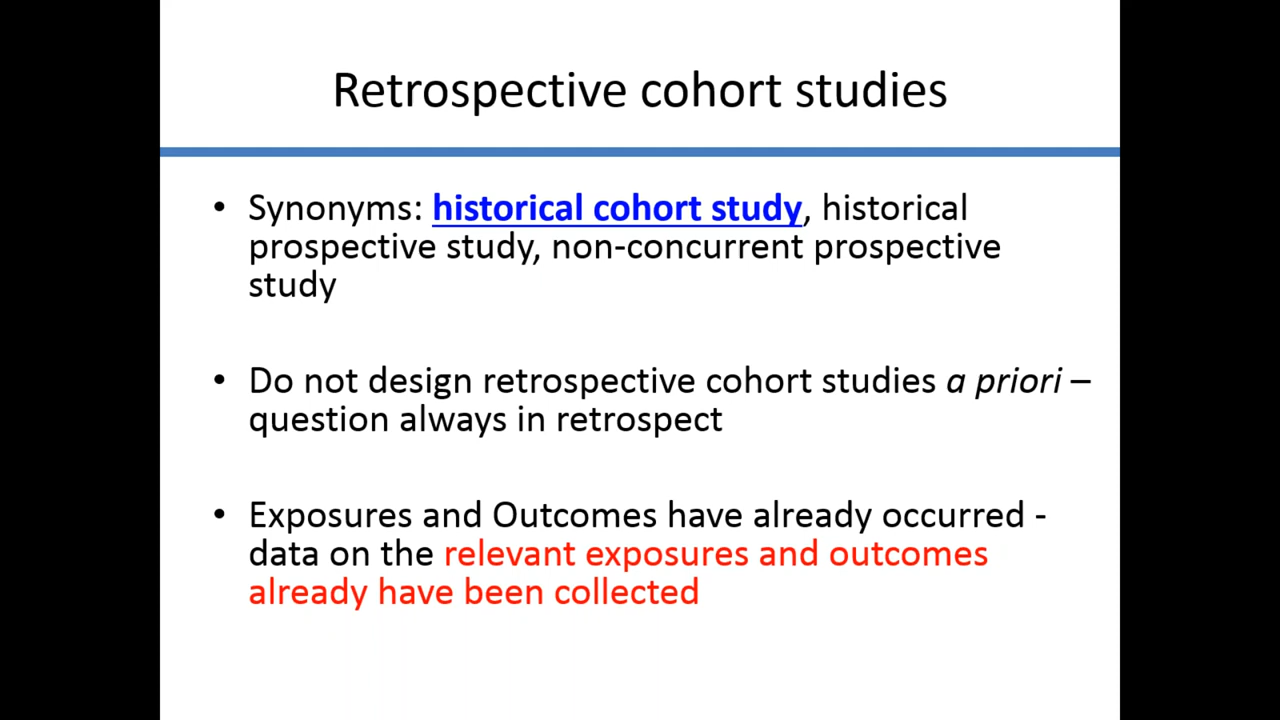 Retrospective cohort studies
• Synonyms: historical cohort study, historical
prospective study, non-concurrent prospective
study
• Do not design retrospective cohort studies a priori –
question always in retrospect
• Exposures and Outcomes have already occurred -
data on the relevant exposures and outcomes
already have been collected